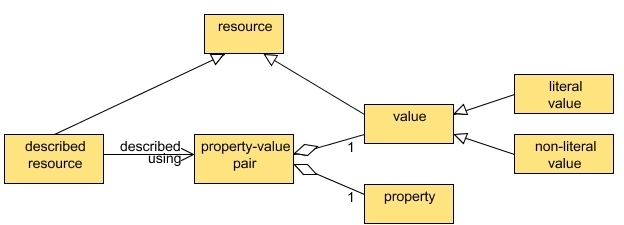 resource
literal
value
value
described
resource
described
using
property-value
pair
1
non-literal
value
1
property